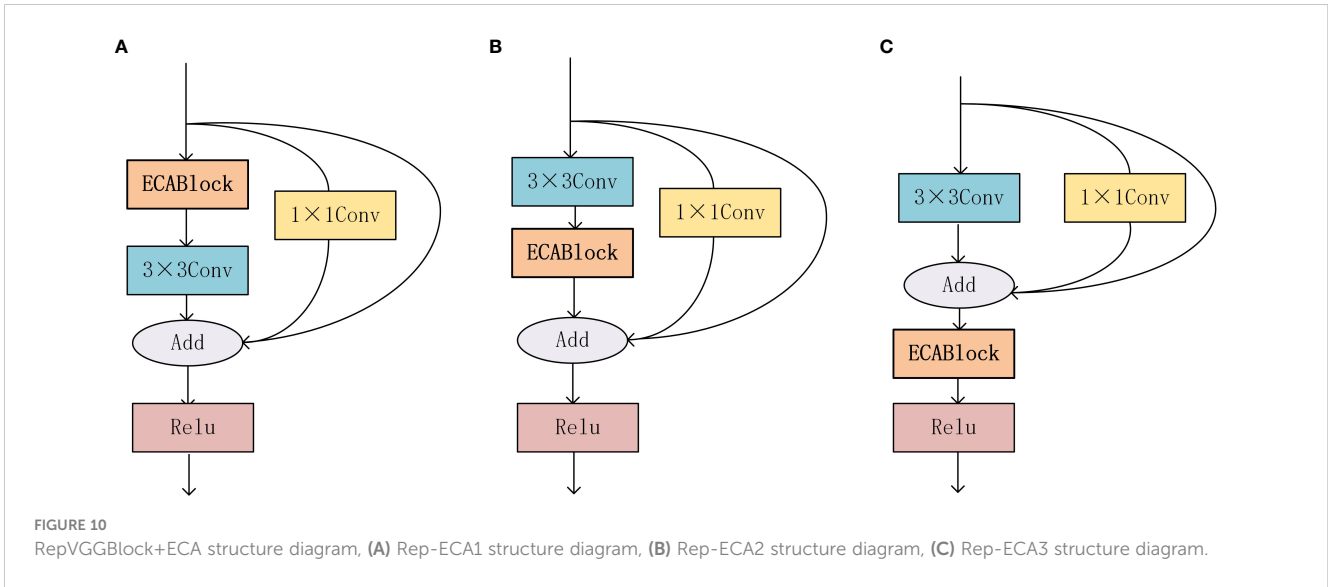 A
ECABlock
1×1Conv
3×3Conv
Add
Relu
B
3×3Conv
1×1Conv
ECABlock
Add
Relu
C
3×3Conv
1×1Conv
Add
ECABlock
Relu
FIGURE 10
RepVGGBlock+ECA structure diagram, (A) Rep-ECA1 structure diagram, (B) Rep-ECA2 structure diagram, (C) Rep-ECA3 structure diagram.